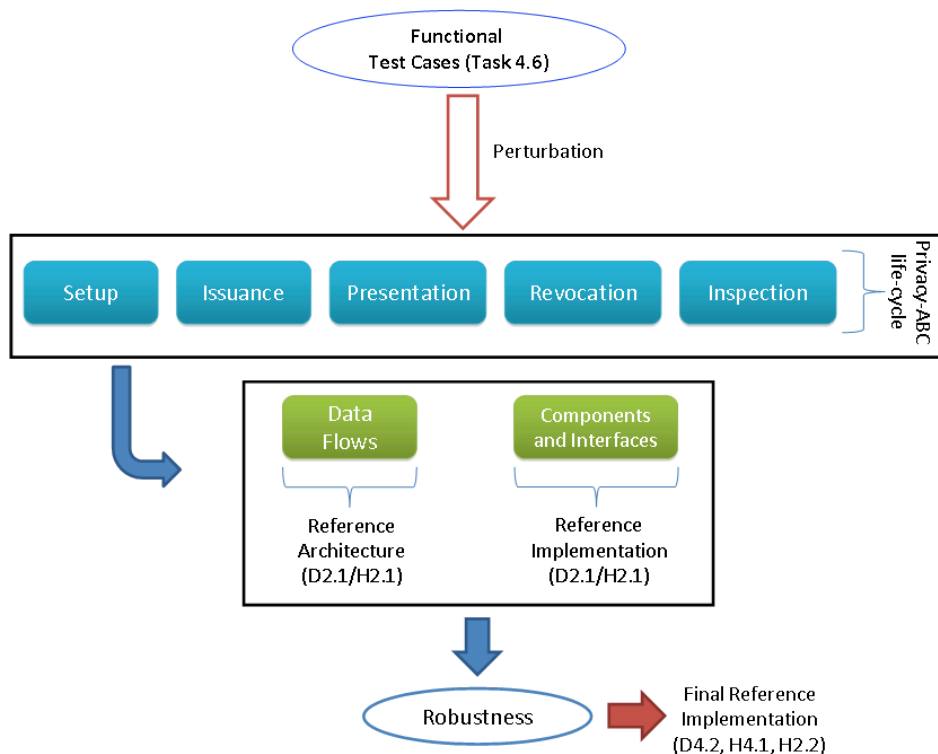 Functional
Test Cases (Task 4.6)
Perturbation
Setup
Issuance
Presentation
Revocation
Inspection
Privacy-ABC
life-cycle
Data
Flows
Components
and Interfaces
Reference
Architecture
(D2.1/H2.1)
Reference
Implementation
(D2.1/H2.1)
Robustness
Final Reference
Implementation
(D4.2, H4.1, H2.2)